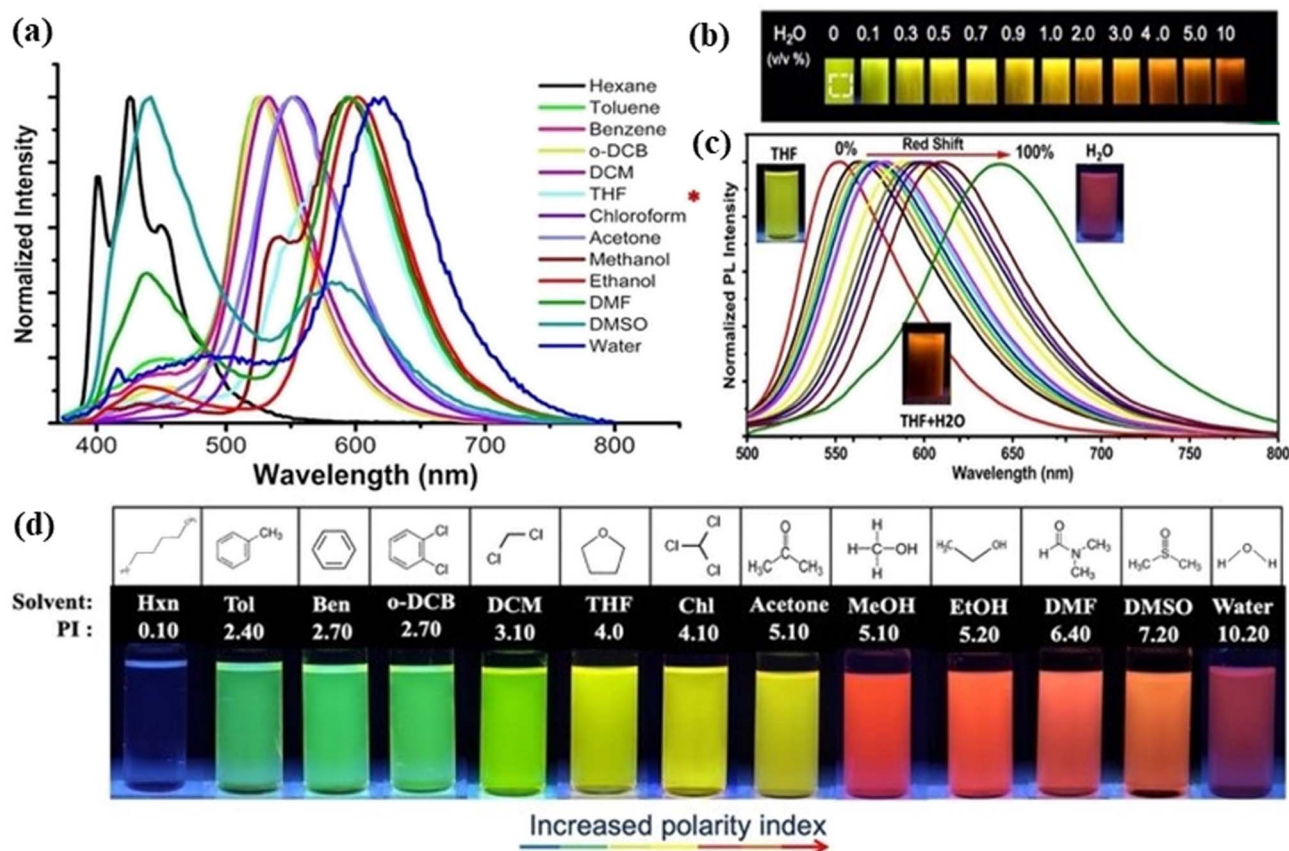 (a)
Normalized Intensity
Hexane
Toluene
Benzene
o-DCB
DCM
THF *
Chloroform
Acetone
Methanol
Ethanol
DMF
DMSO
Water
400 500 600 700 800
Wavelength (nm)
(b)
H₂O 0 0.1 0.3 0.5 0.7 0.9 1.0 2.0 3.0 4 .0 5.0 10
(v/v %)
(c)
Normalized PL Intensity
THF 0% Red Shift 100% H₂O
THF+H2O
500 550 600 650 700 750 800
Wavelength (nm)
(d)
CH₃
Cl
Cl
Cl
Cl
O
Cl
Cl
Cl
O
CH₃ CH₃
H
H-C-OH
H
H₃C OH
O
H N CH₃
CH₃
O
H₃C S CH₃
O
H H
Solvent: Hxn Tol Ben o-DCB DCM THF Chl Acetone MeOH EtOH DMF DMSO Water
PI : 0.10 2.40 2.70 2.70 3.10 4.0 4.10 5.10 5.10 5.20 6.40 7.20 10.20
Increased polarity index